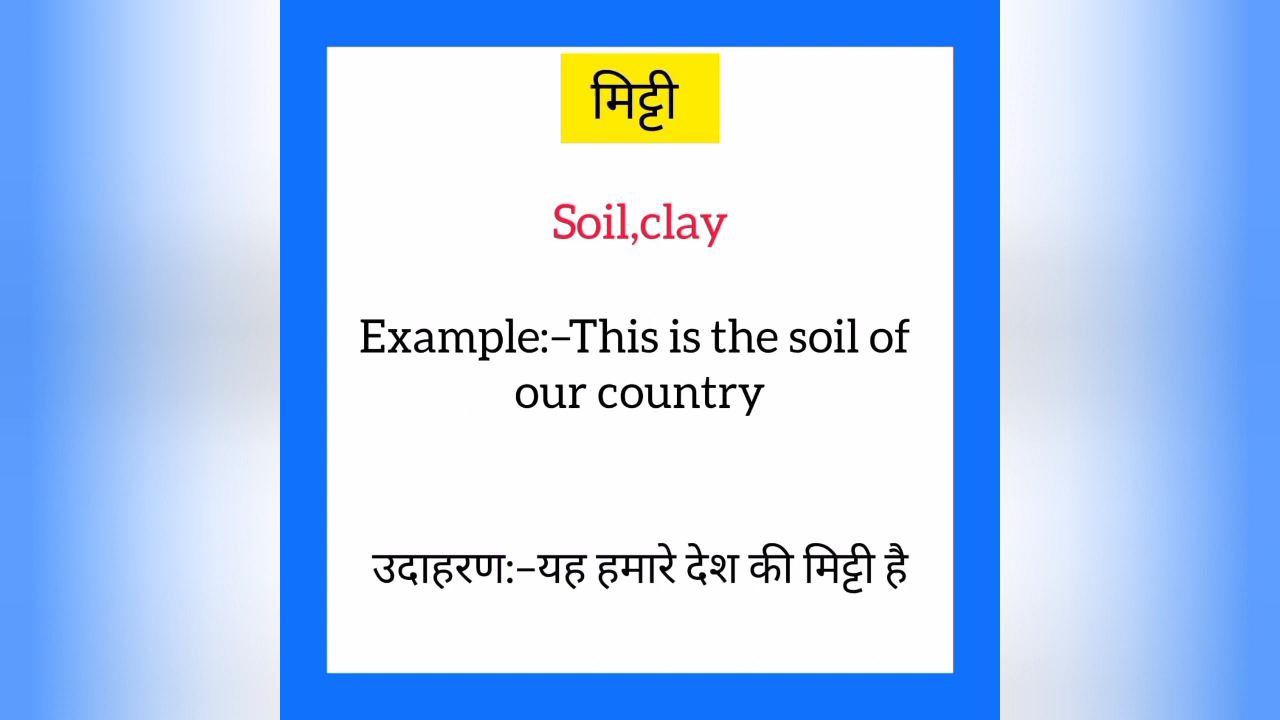 मिट्टी
Soil,clay
Example:–This is the soil of
our country
उदाहरण:–यह हमारे देश की मिट्टी है